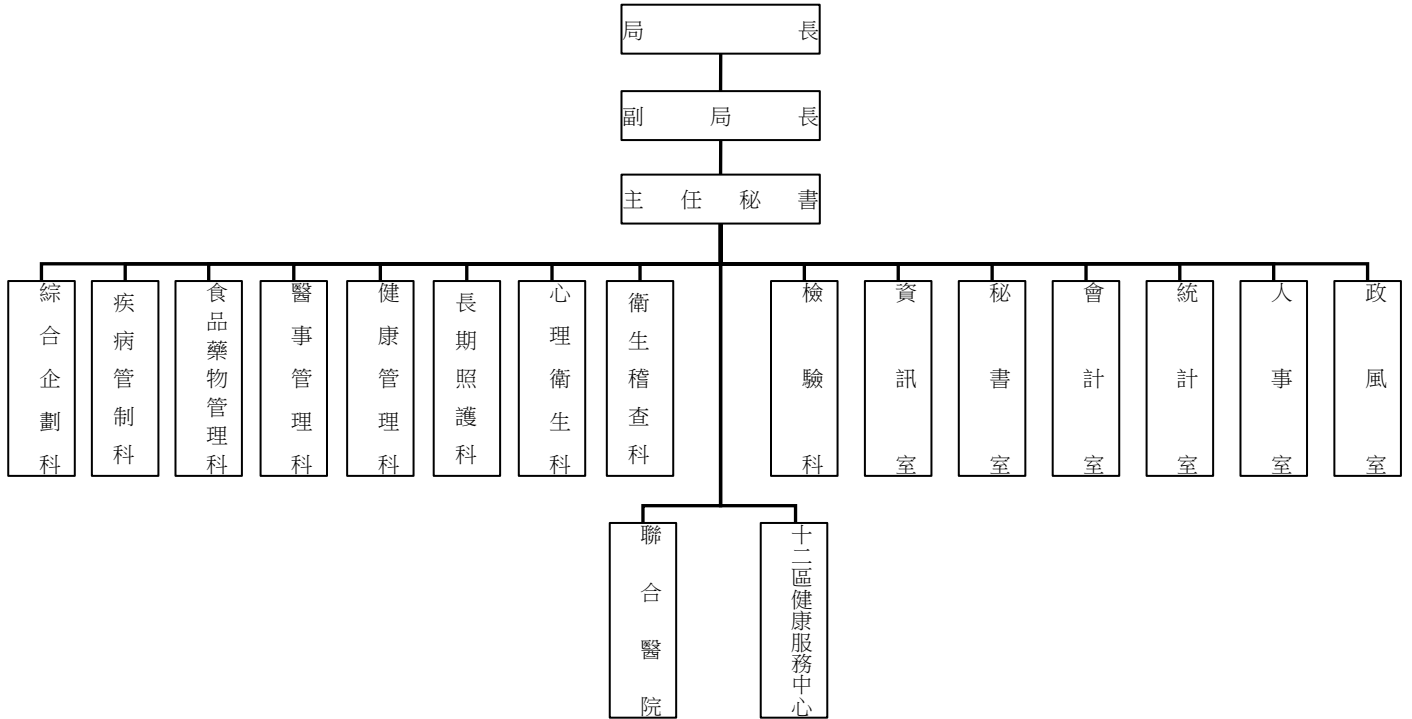 局長
副局長
主任秘書
綜合企劃科
疾病管制科
食品藥物管理科
醫事管理科
健康管理科
長期照護科
心理衛生科
衛生稽查科
檢驗科
資訊室
秘書室
會計室
統計室
人事室
政風室
聯合醫院
十二區健康服務中心